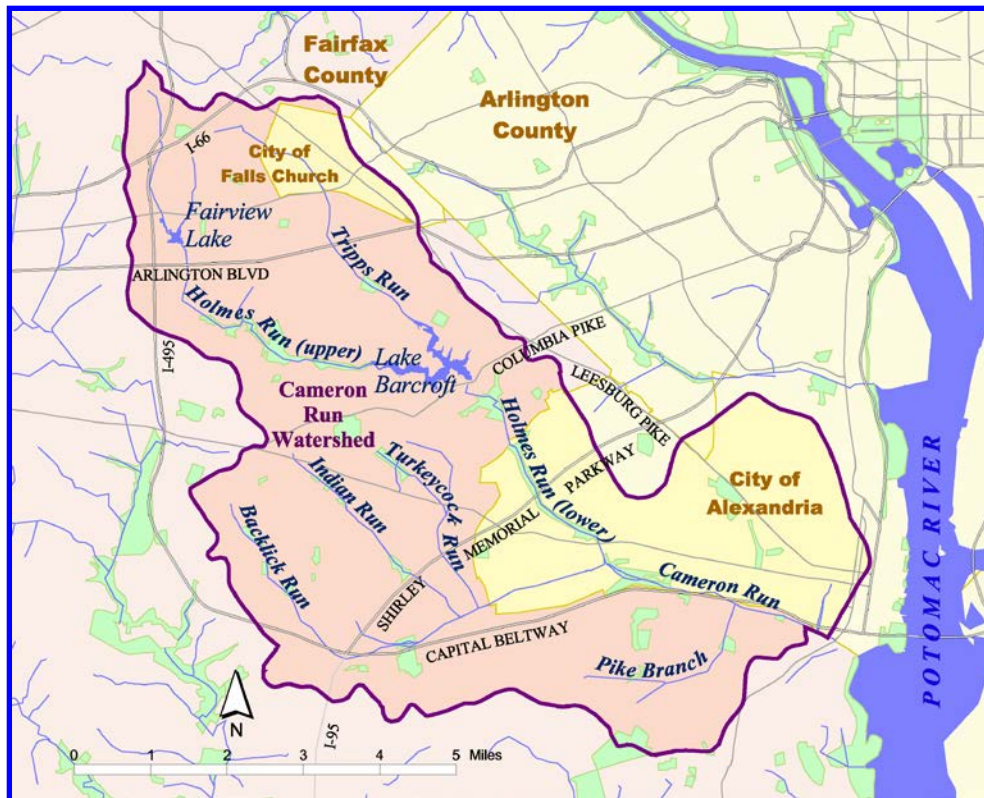 Fairfax
County
Arlington
County
I-66
City of
Falls Church
Fairview
Lake
Tripps Run
ARLINGTON BLVD
Holmes Run (upper)
I-495
Lake
Barcroft
COLUMBIA PIKE
LEESBURG PIKE
Cameron
Run
Watershed
Holmes Run (lower)
Turkeycock Run
Indian Run
Backlick Run
SHIRLEY
MEMORIAL
PARKWAY
City of
Alexandria
Cameron Run
CAPITAL BELTWAY
Pike Branch
POTOMAC RIVER
N
I-95
0 1 2 3 4 5 Miles